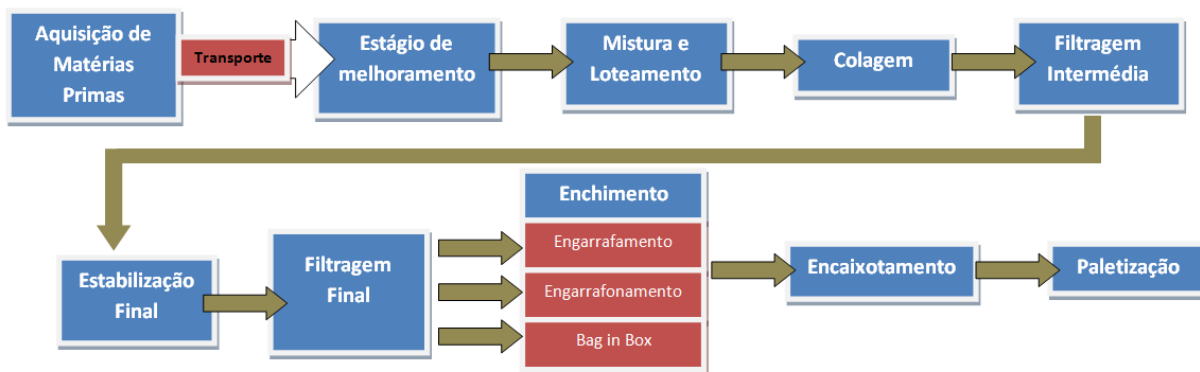 Aquisição de
Matérias
Primas
Transporte
Estágio de
melhoramento
Mistura e
Loteamento
Colagem
Filtragem
Intermédia
Estabilização
Final
Filtragem
Final
Enchimento
Engarrafamento
Engarrafonamento
Bag in Box
Encaixotamento
Paletização